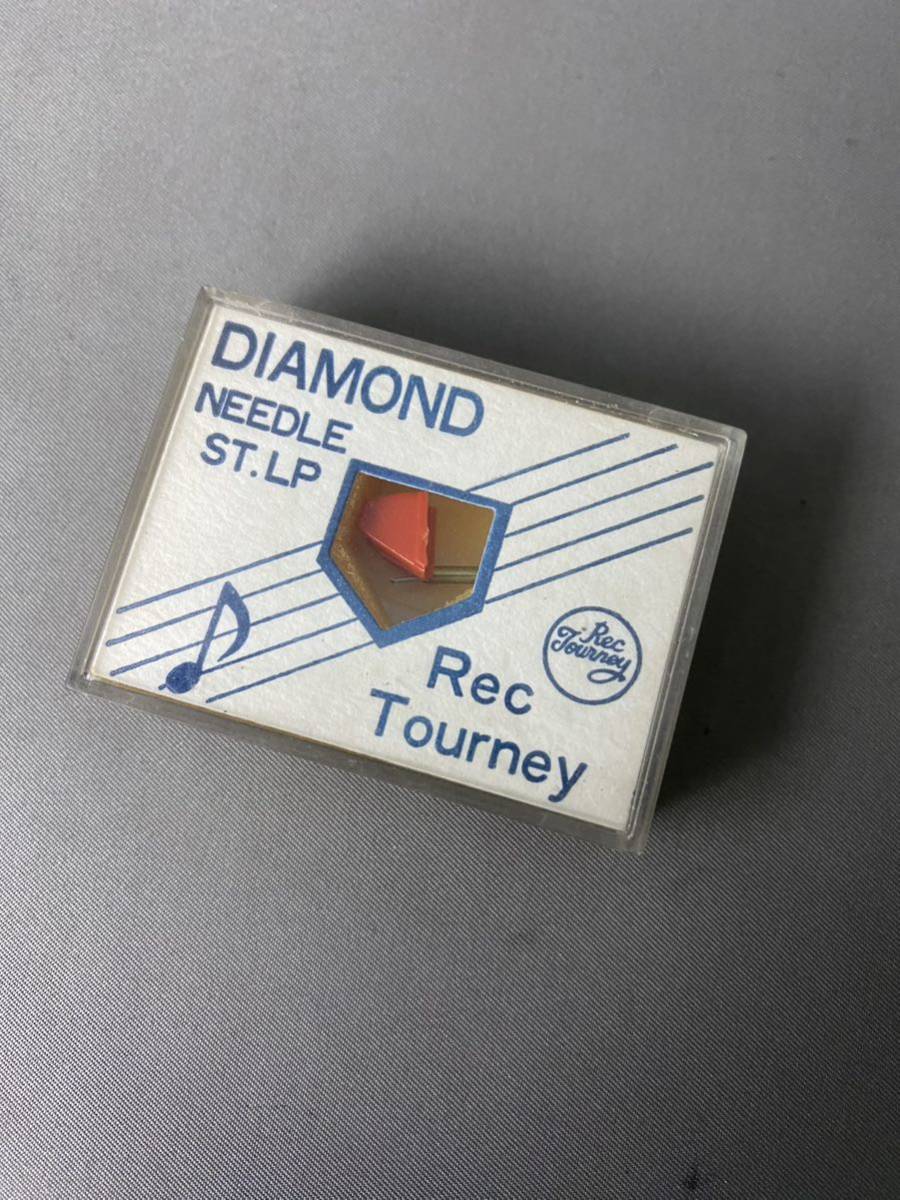 DIAMOND
NEEDLE
ST. LP
Rec
Tourney
Rec
Tourney